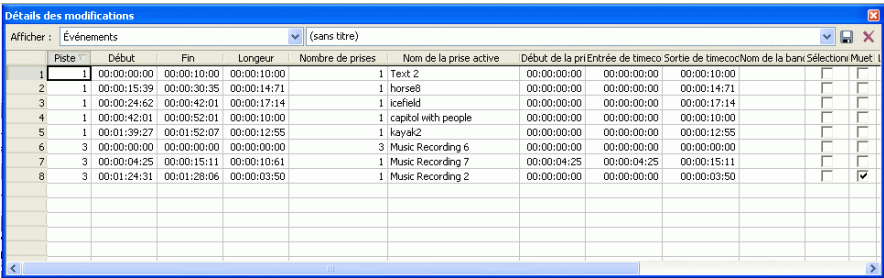 Détails des modifications
Afficher : Événements (sans titre)
Piste Début Fin Longeur Nombre de prises Nom de la prise active Début de la pri Entrée de timeco Sortie de timecoc Nom de la band Sélection Muet L
1 1 00:00:00:00 00:00:10:00 00:00:10:00 1 Text 2 00:00:00:00 00:00:00:00 00:00:10:00
2 1 00:00:15:39 00:00:30:35 00:00:14:71 1 horse8 00:00:00:00 00:00:00:00 00:00:14:71
3 1 00:00:24:62 00:00:42:01 00:00:17:14 1 icefield 00:00:00:00 00:00:00:00 00:00:17:14
4 1 00:00:42:01 00:00:52:01 00:00:10:00 1 capitol with people 00:00:00:00 00:00:00:00 00:00:10:00
5 1 00:01:39:27 00:01:52:07 00:00:12:55 1 kayak2 00:00:00:00 00:00:00:00 00:00:12:55
6 3 00:00:00:00 00:00:00:00 00:00:00:00 3 Music Recording 6 00:00:00:00 00:00:00:00 00:00:00:00
7 3 00:00:04:25 00:00:15:11 00:00:10:61 1 Music Recording 7 00:00:04:25 00:00:04:25 00:00:15:11
8 3 00:01:24:31 00:01:28:06 00:00:03:50 1 Music Recording 2 00:00:00:00 00:00:00:00 00:00:03:50